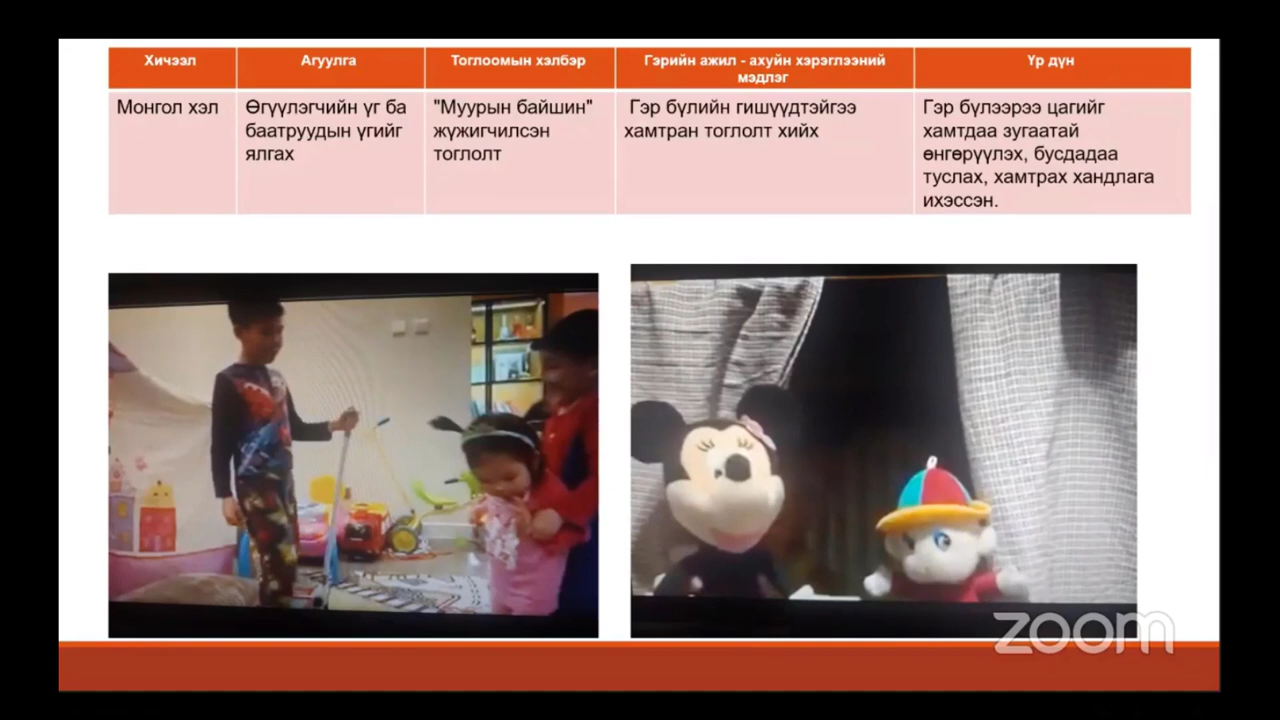 Хичээл
Агуулга
Тоглоомын хэлбэр
Гэрийн ажил - ахуйн хэрэглээний
мэдлэг
Үр дүн
Монгол хэл
Өгүүлэгчийн үг ба
баатруудын үгийг
ялгах
"Муурын байшин"
жүжигчилсэн
тоглолт
Гэр бүлийн гишүүдтэйгээ
хамтран тоглолт хийх
Гэр бүлээрээ цагийг
хамтдаа зугаатай
өнгөрүүлэх, бусдадаа
туслах, хамтрах хандлага
ихэссэн.
zoom